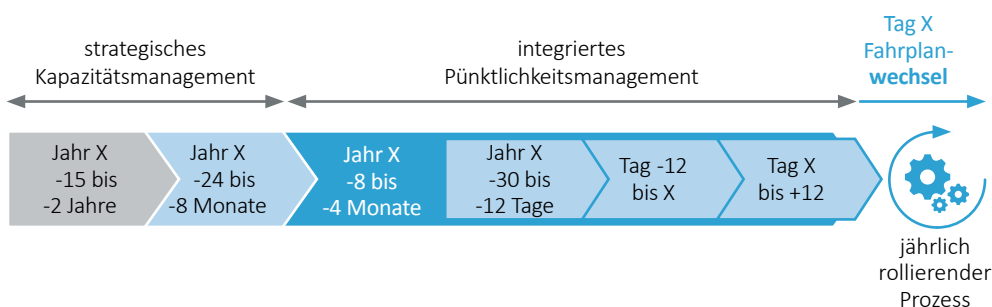 strategisches
Kapazitätsmanagement
integriertes
Pünktlichkeitsmanagement
Tag X
Fahrplan-
wechsel
Jahr X
-15 bis
-2 Jahre
Jahr X
-24 bis
-8 Monate
Jahr X
-8 bis
-4 Monate
Jahr X
-30 bis
-12 Tage
Tag -12
bis X
Tag X
bis +12
jährlich
rollierender
Prozess